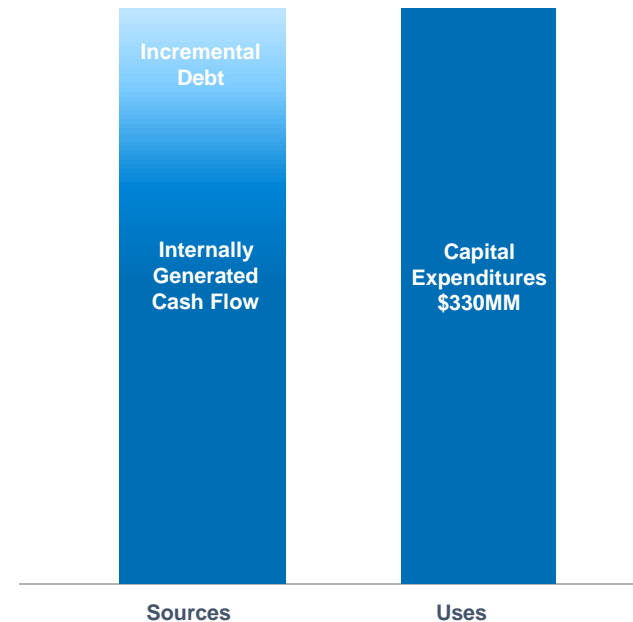 Incremental
Debt
Internally
Generated
Cash Flow
Capital
Expenditures
$330MM
Sources
Uses